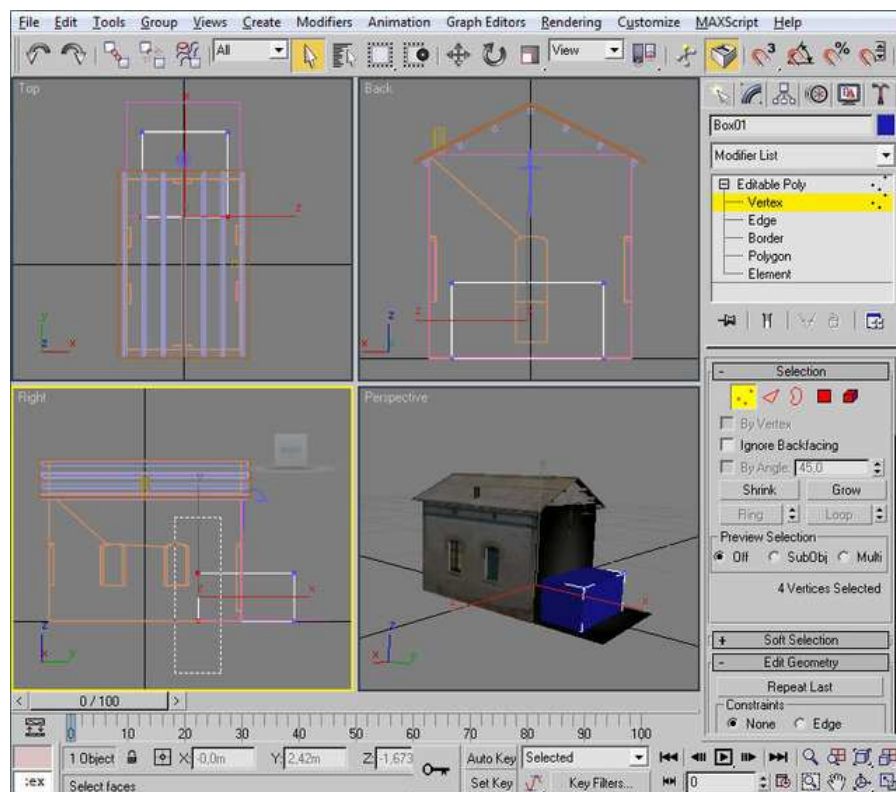 File Edit Tools Group Views Create Modifiers Animation Graph Editors Rendering Customize MAXScript Help
All
View
Top
Back
Box01
Modifier List
Editable Poly
Vertex
Edge
Border
Polygon
Element
Right
Perspective
- Selection
By Vertex
Ignore Backfacing
By Angle: 45,0
Shrink Grow
Ring Loop
Preview Selection
Off SubObj Multi
4 Vertices Selected
+ Soft Selection
- Edit Geometry
Repeat Last
Constraints
None Edge
< 0 / 100 >
0 10 20 30 40 50 60 70 80 90 100
1 Object X: -0,0m Y: 2,42m Z: -1,673 Auto Key Selected
:ex Select faces Set Key Key Filters... 0